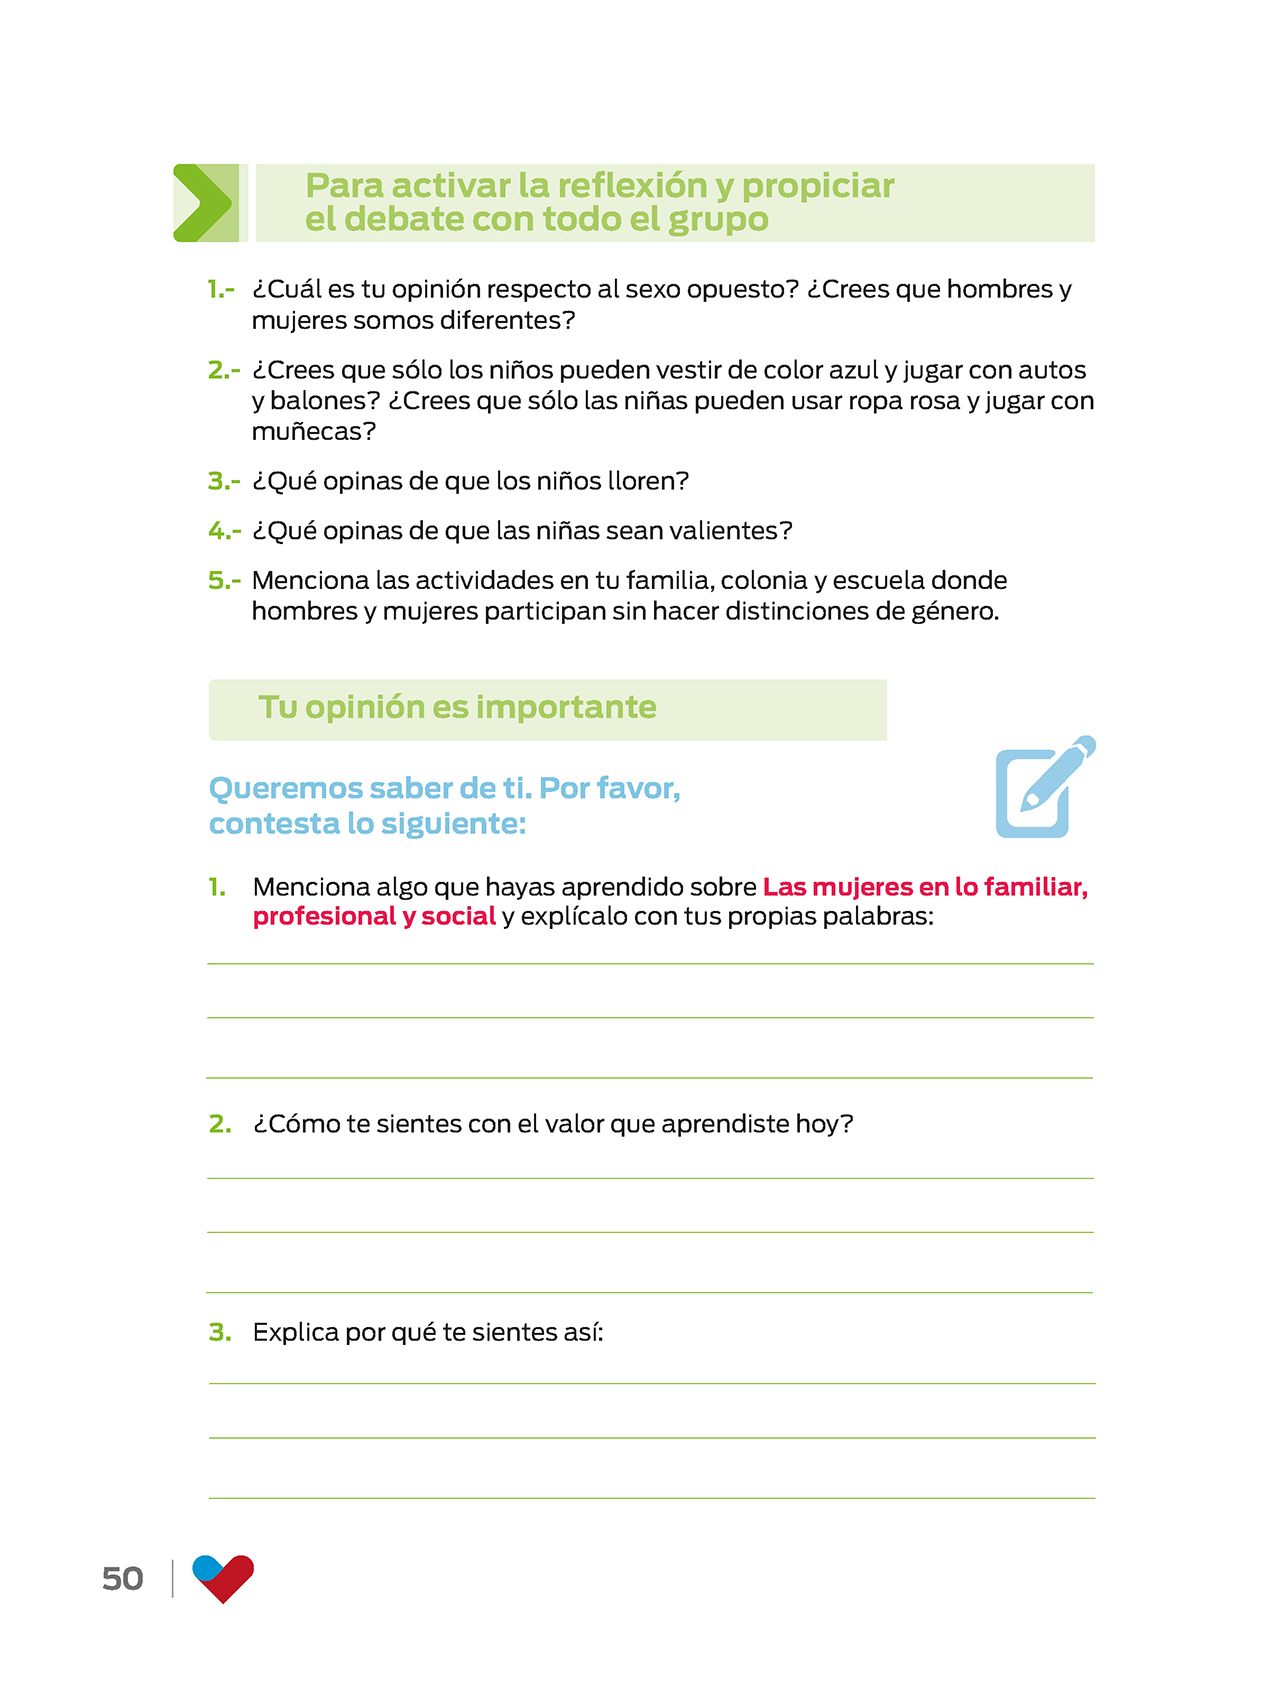 Para activar la reflexión y propiciar
el debate con todo el grupo
1.- ¿Cuál es tu opinión respecto al sexo opuesto? ¿Crees que hombres y
mujeres somos diferentes?
2.- ¿Crees que sólo los niños pueden vestir de color azul y jugar con autos
y balones? ¿Crees que sólo las niñas pueden usar ropa rosa y jugar con
muñecas?
3.- ¿Qué opinas de que los niños lloren?
4.- ¿Qué opinas de que las niñas sean valientes?
5.- Menciona las actividades en tu familia, colonia y escuela donde
hombres y mujeres participan sin hacer distinciones de género.
Tu opinión es importante
Queremos saber de ti. Por favor,
contesta lo siguiente:
1. Menciona algo que hayas aprendido sobre Las mujeres en lo familiar,
profesional y social y explícalo con tus propias palabras:
2. ¿Cómo te sientes con el valor que aprendiste hoy?
3. Explica por qué te sientes así:
50